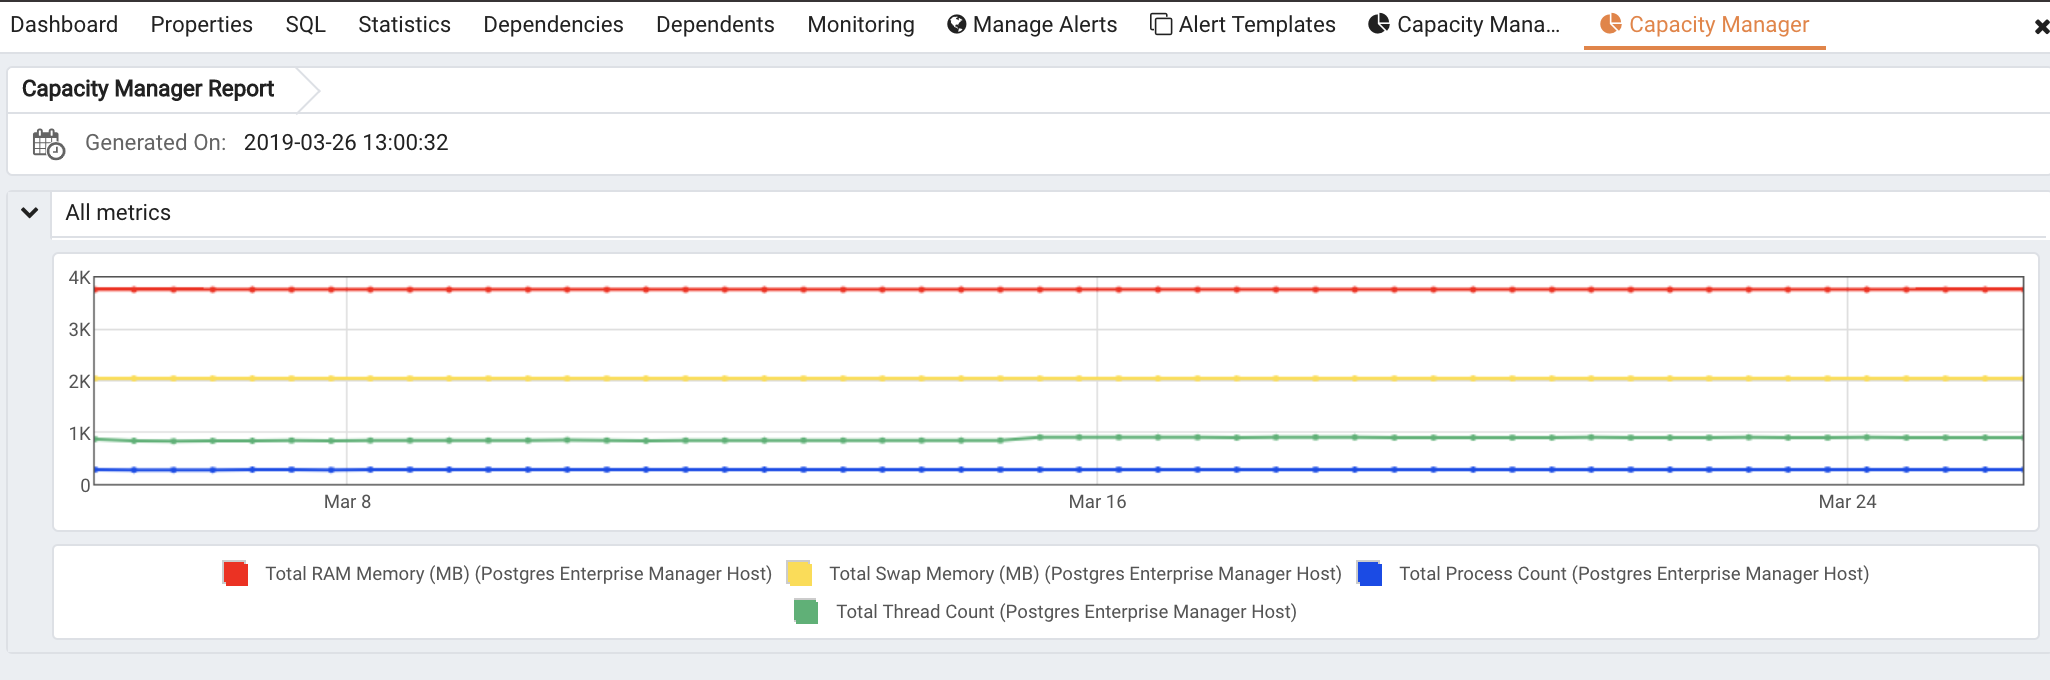 Dashboard Properties SQL Statistics Dependencies Dependents Monitoring Manage Alerts Alert Templates Capacity Mana... Capacity Manager
Capacity Manager Report
Generated On: 2019-03-26 13:00:32
All metrics
4K
3K
2K
1K
0
Mar 8 Mar 16 Mar 24
Total RAM Memory (MB) (Postgres Enterprise Manager Host) Total Swap Memory (MB) (Postgres Enterprise Manager Host) Total Process Count (Postgres Enterprise Manager Host)
Total Thread Count (Postgres Enterprise Manager Host)